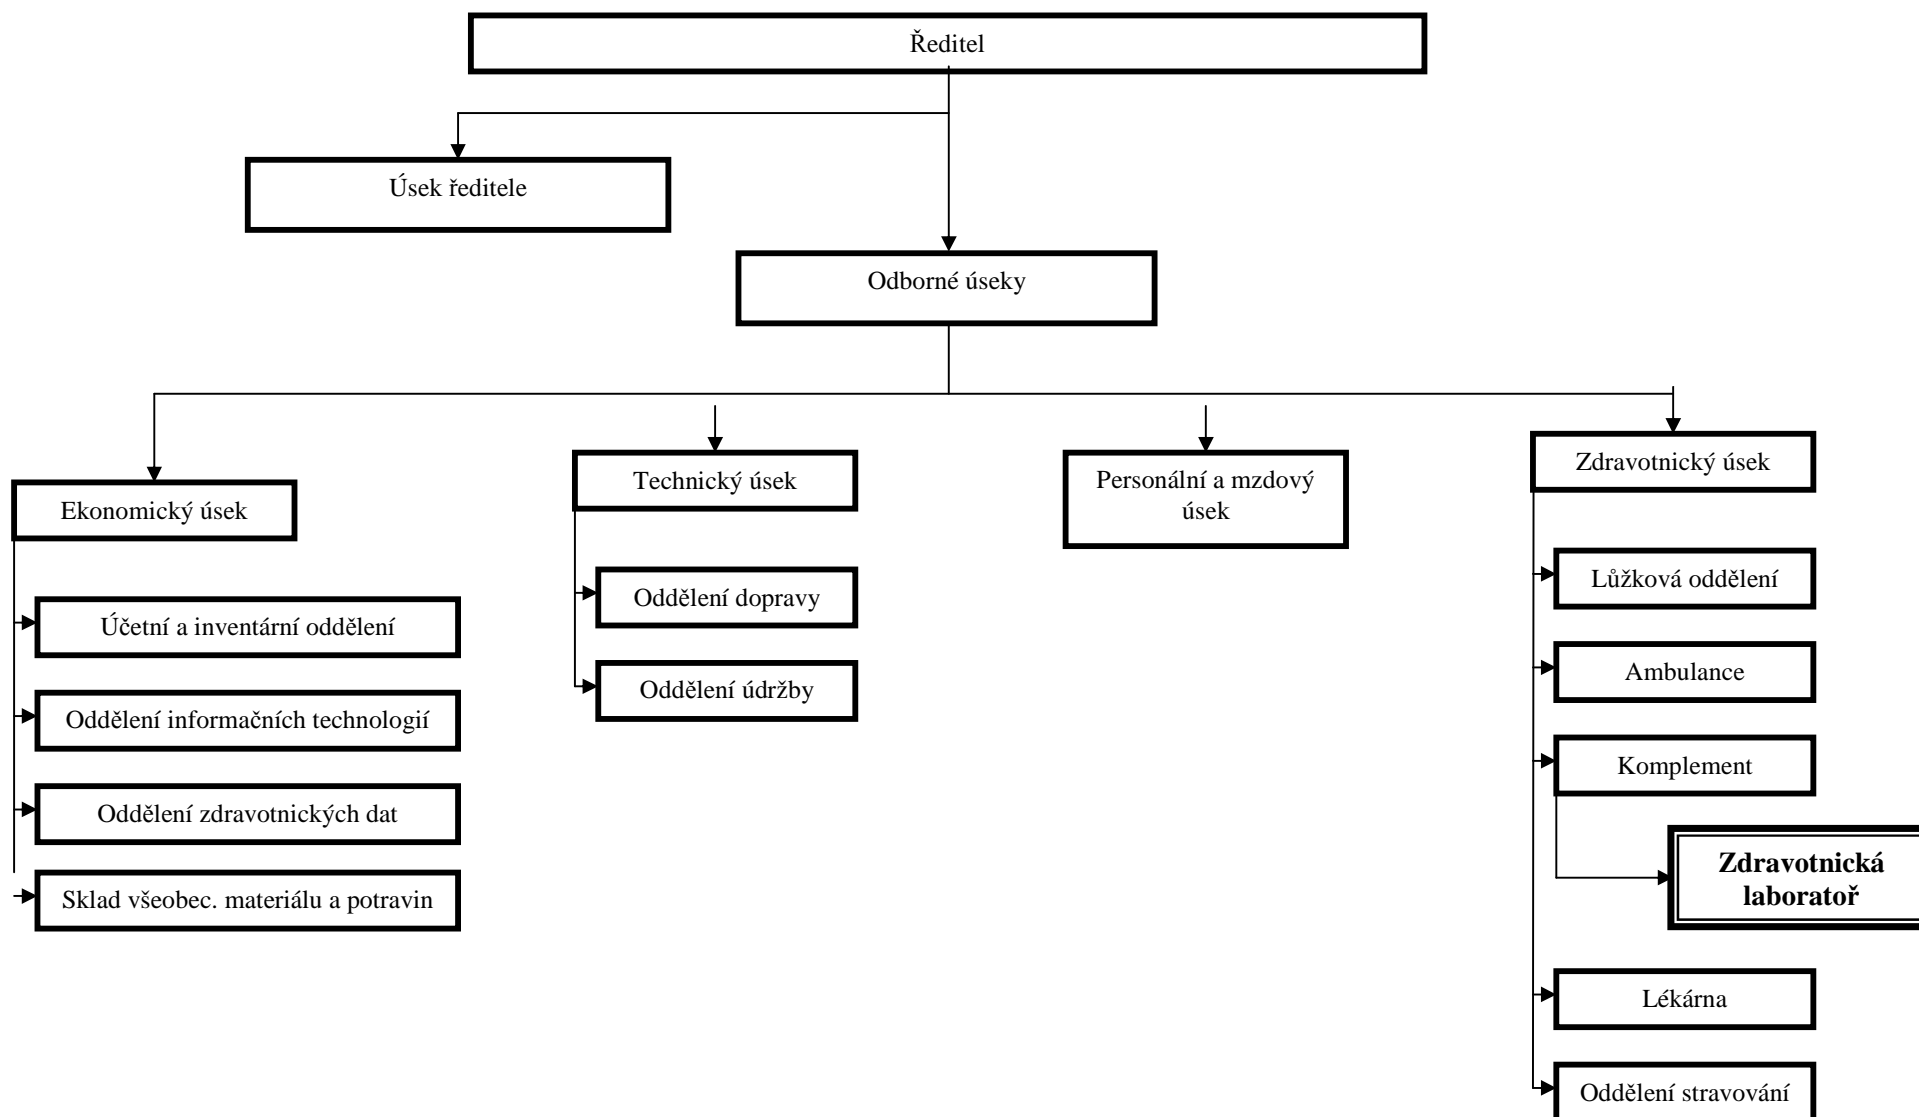 Ředitel
Úsek ředitele
Odborné úseky
Ekonomický úsek
Účetní a inventární oddělení
Oddělení informačních technologií
Oddělení zdravotnických dat
Sklad všeobec. materiálu a potravin
Technický úsek
Oddělení dopravy
Oddělení údržby
Personální a mzdový
úsek
Zdravotnický úsek
Lůžková oddělení
Ambulance
Komplement
Zdravotnická
laboratoř
Lékárna
Oddělení stravování